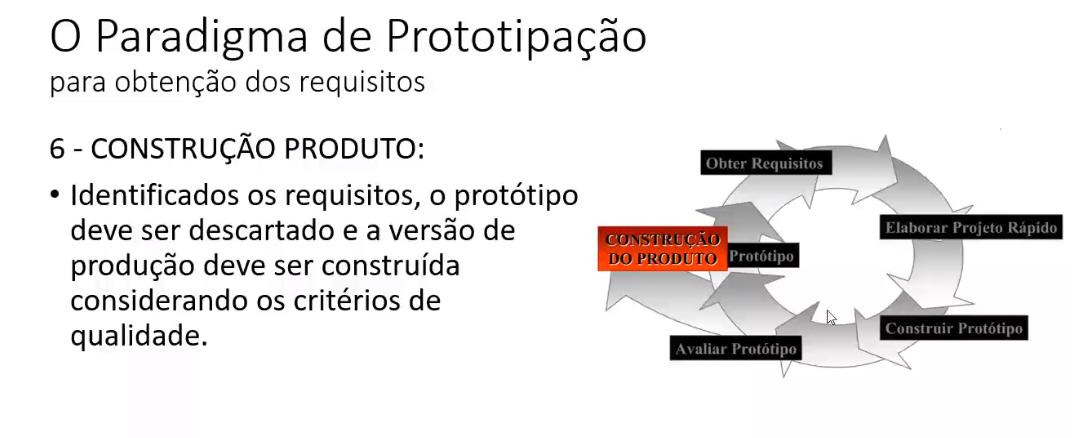 O Paradigma de Prototipação
para obtenção dos requisitos
6 - CONSTRUÇÃO PRODUTO:
• Identificados os requisitos, o protótipo
deve ser descartado e a versão de
produção deve ser construída
considerando os critérios de
qualidade.
Obter Requisitos
Elaborar Projeto Rápido
CONSTRUÇÃO
DO PRODUTO
Protótipo
Construir Protótipo
Avaliar Protótipo